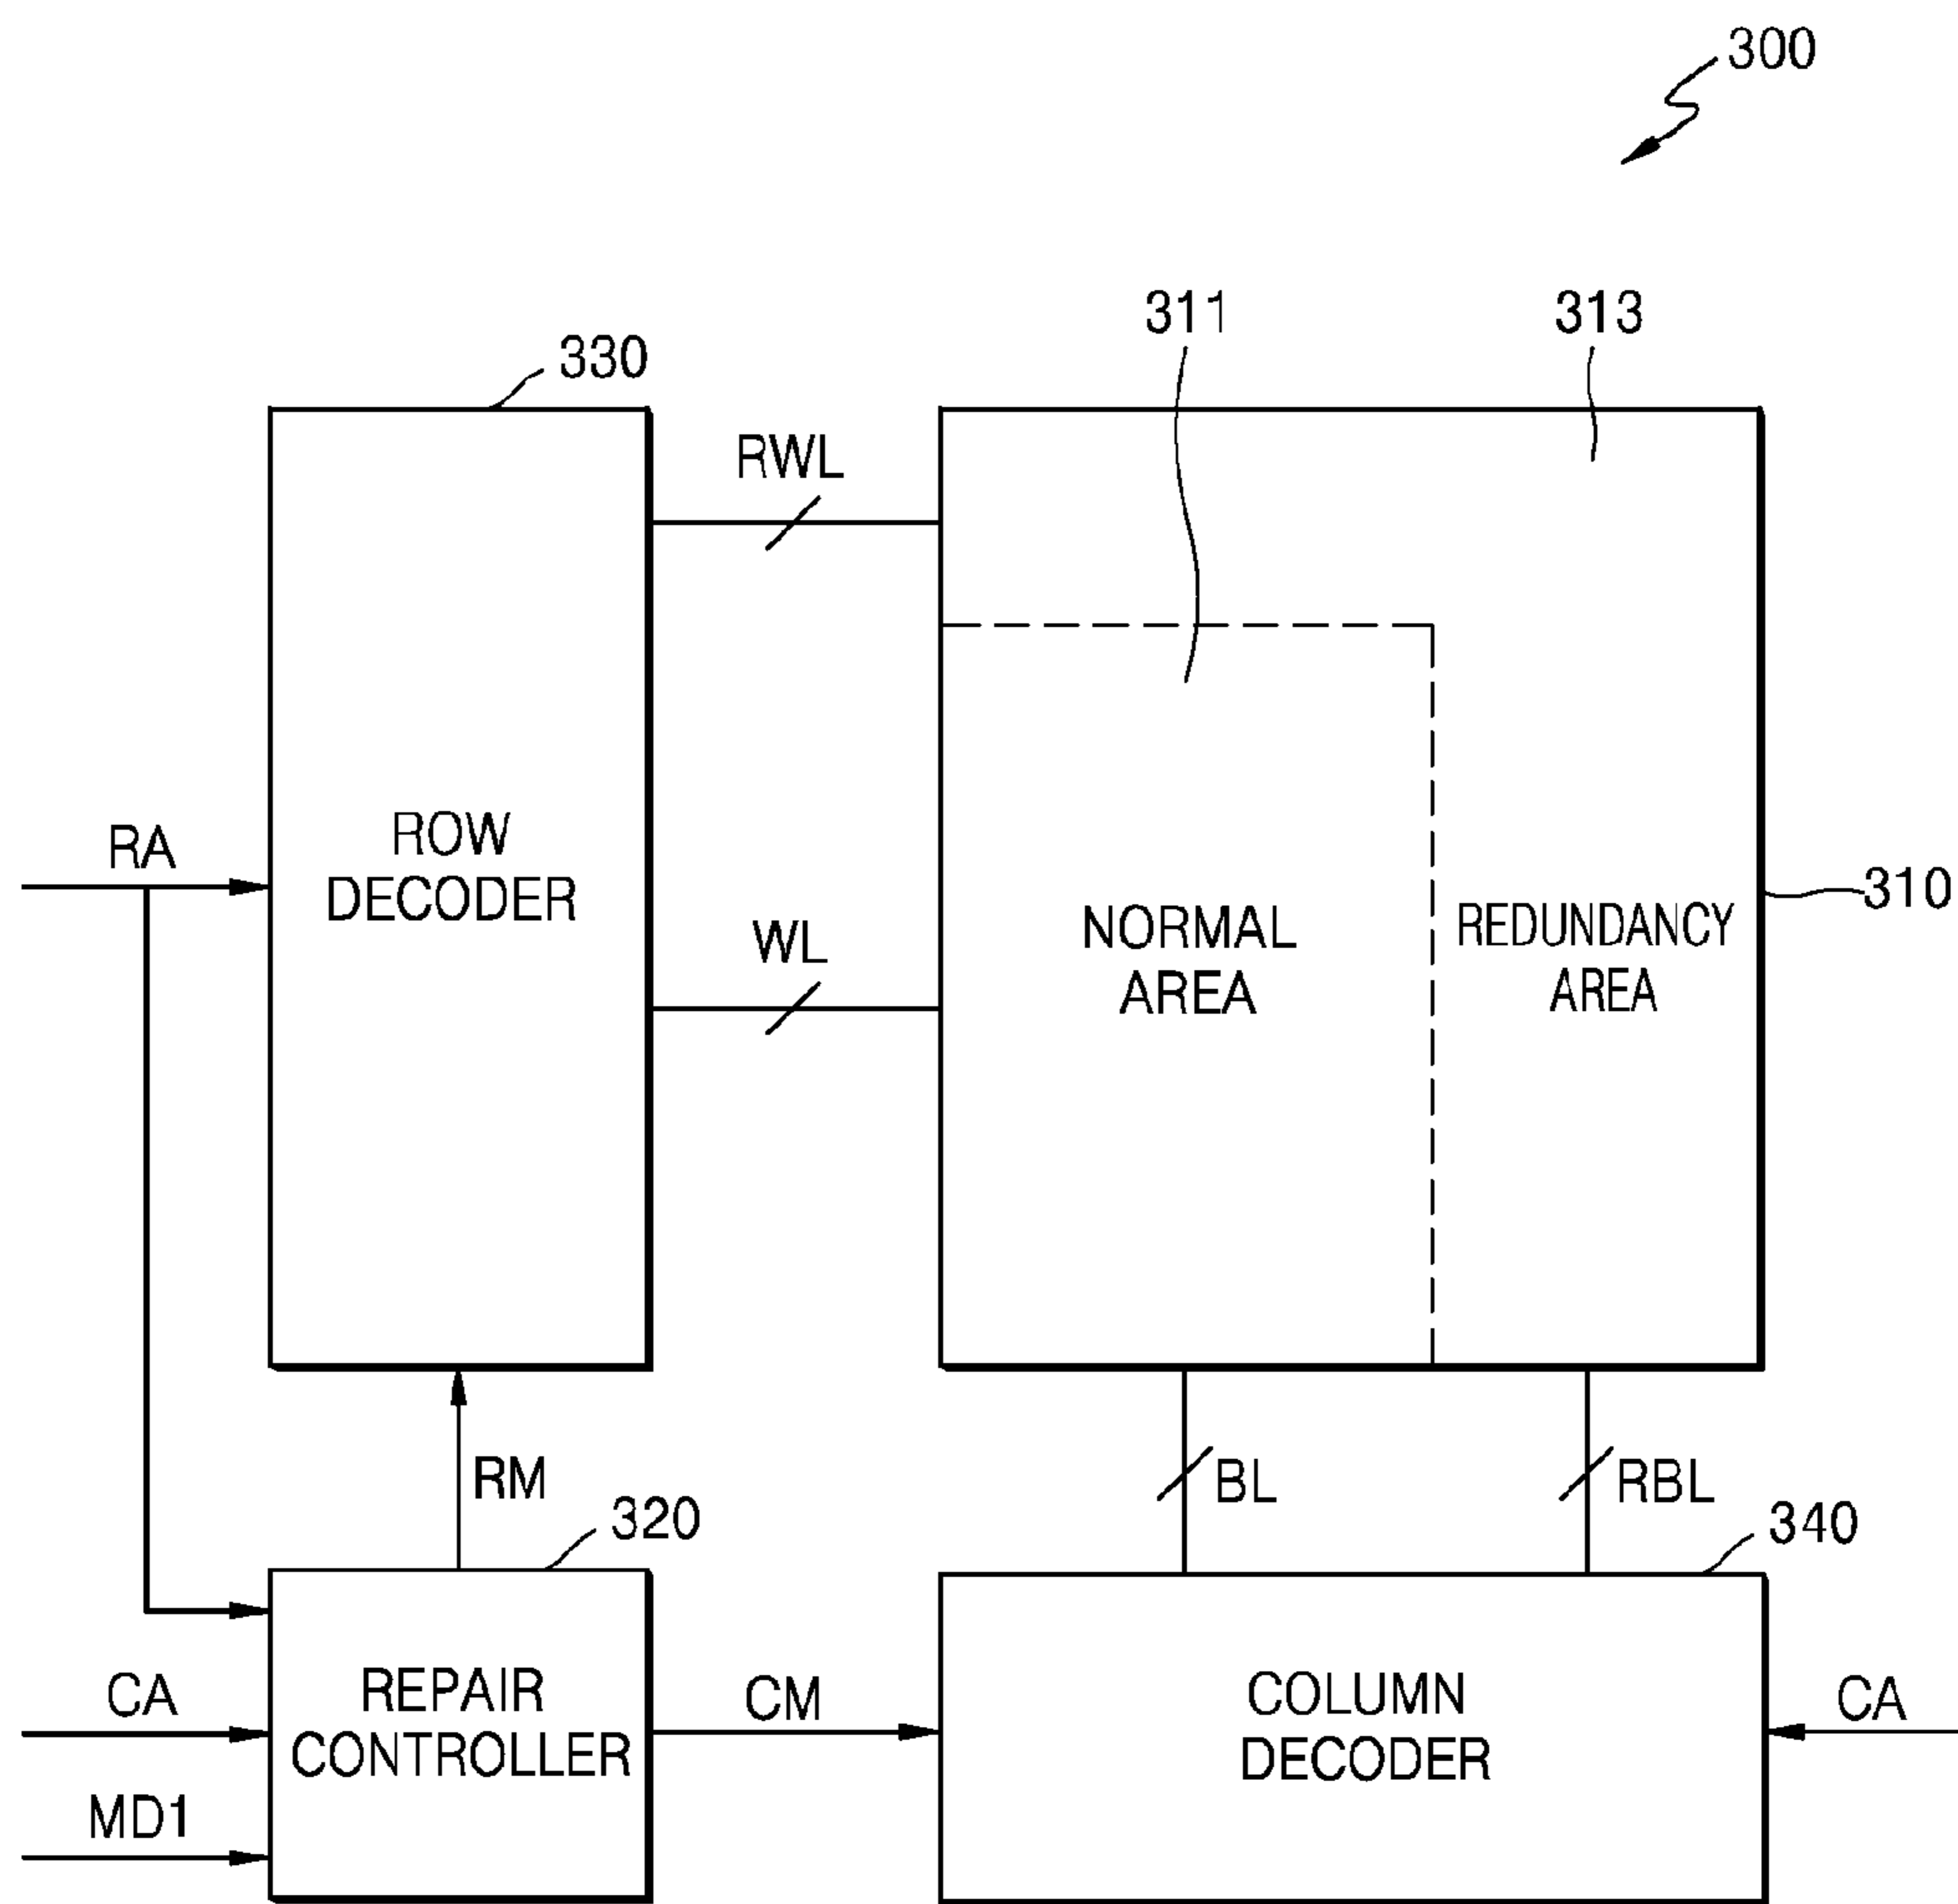 300
311
313
330
RWL
RA
ROW
DECODER
310
NORMAL
AREA
REDUNDANCY
AREA
WL
RM
BL
RBL
320
340
CA
REPAIR
CONTROLLER
CM
COLUMN
DECODER
CA
MD1